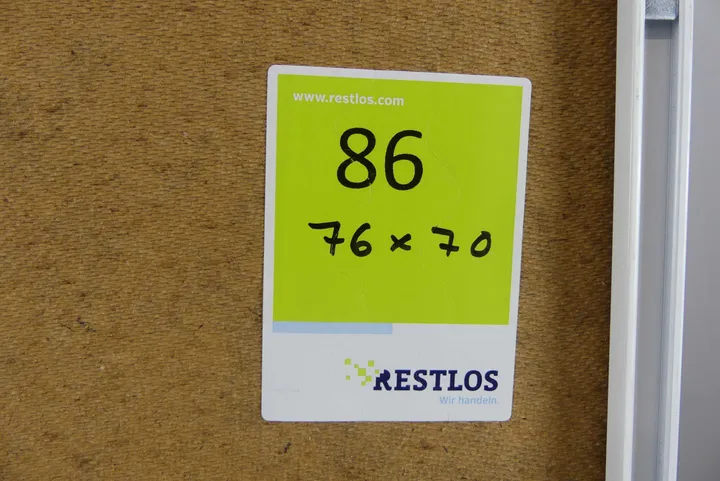 www.restlos.com
86
76 x 70
RESTLOS
Wir handeln.